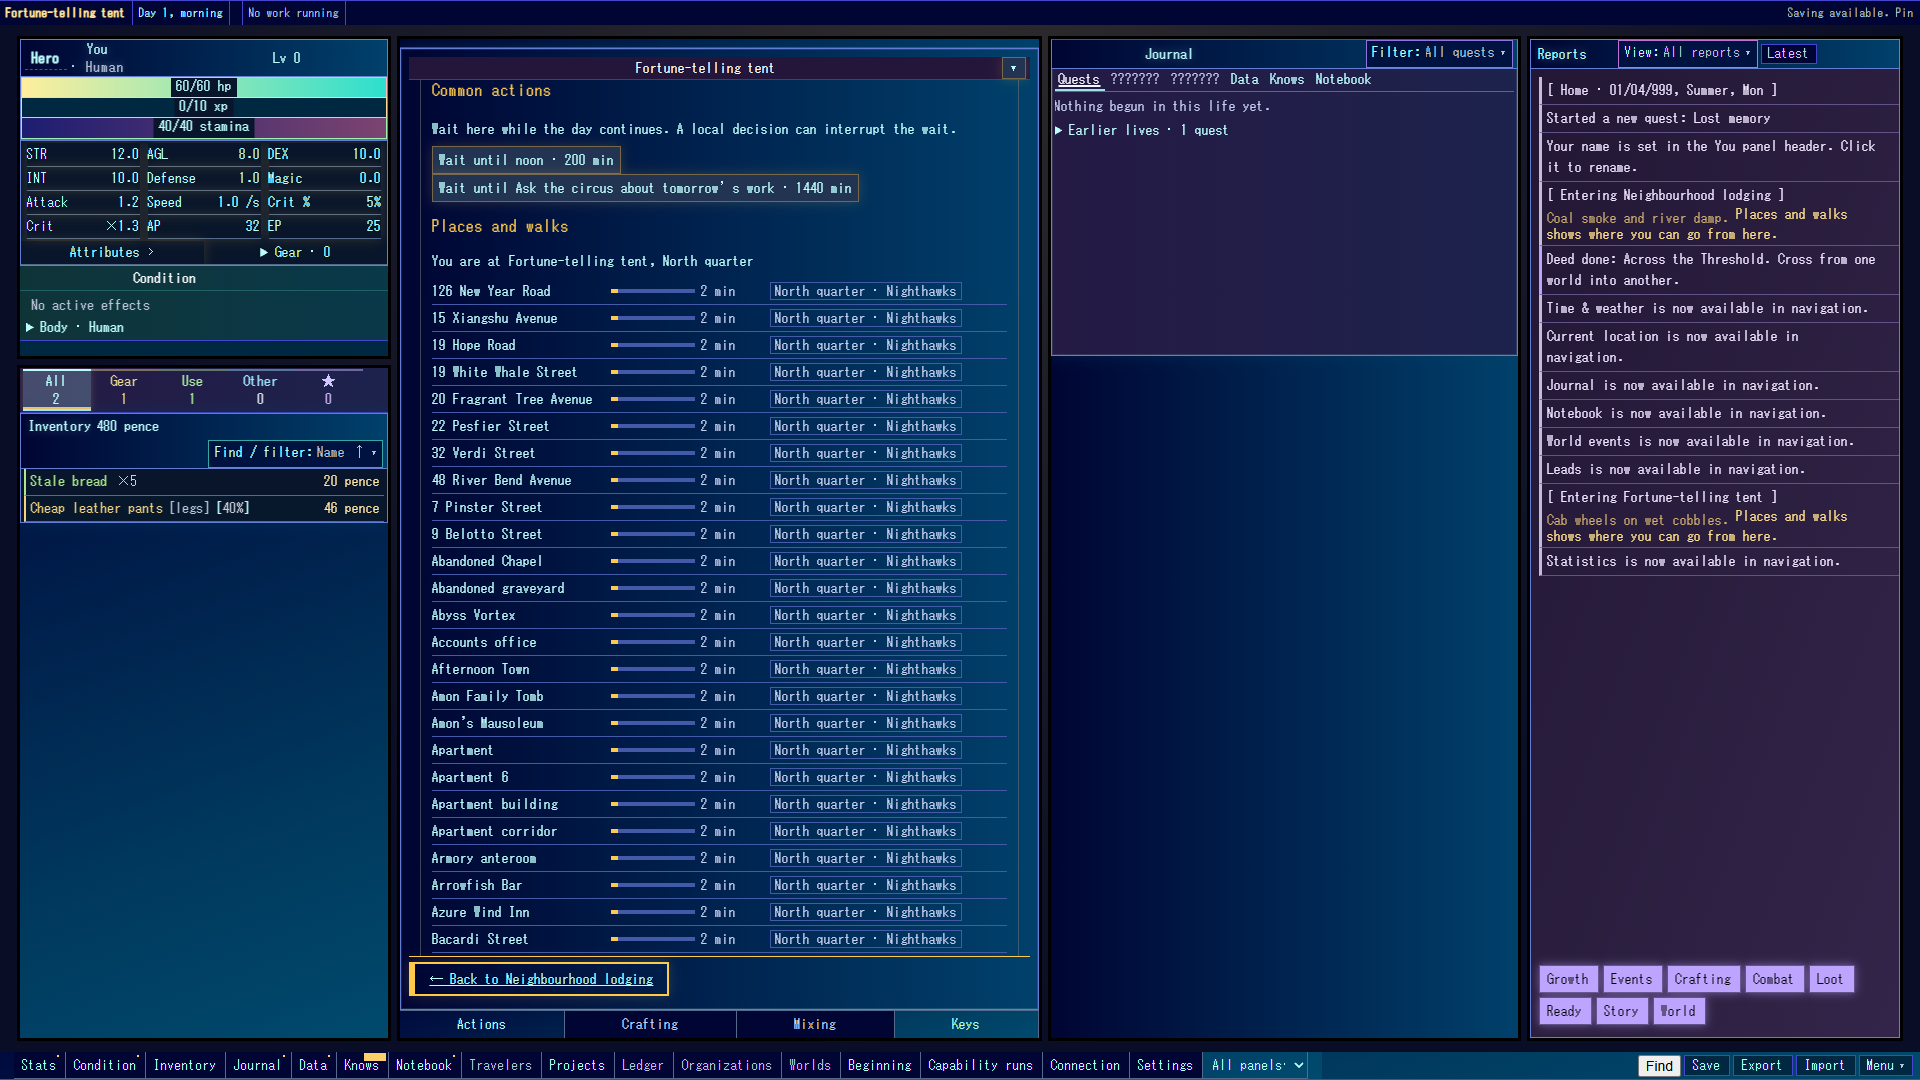 Fortune-telling tent
Day 1, morning
No work running
Saving available. Pin
Hero · You
Human
Lv 0
60/60 hp
0/10 xp
40/40 stamina
STR 12.0 AGL 8.0 DEX 10.0
INT 10.0 Defense 1.0 Magic 0.0
Attack 1.2 Speed 1.0 /s Crit % 5%
Crit ×1.3 AP 32 EP 25
Attributes >
▶ Gear · 0
Condition
No active effects
▶ Body · Human
All 2
Gear 1
Use 1
Other 0
★ 0
Inventory 480 pence
Find / filter: Name ↑ ▾
Stale bread ×5 20 pence
Cheap leather pants [legs] [40%] 46 pence
Fortune-telling tent ▾
Common actions
Wait here while the day continues. A local decision can interrupt the wait.
Wait until noon · 200 min
Wait until Ask the circus about tomorrow's work · 1440 min
Places and walks
You are at Fortune-telling tent, North quarter
126 New Year Road 2 min North quarter · Nighthawks
15 Xiangshu Avenue 2 min North quarter · Nighthawks
19 Hope Road 2 min North quarter · Nighthawks
19 White Whale Street 2 min North quarter · Nighthawks
20 Fragrant Tree Avenue 2 min North quarter · Nighthawks
22 Pesfier Street 2 min North quarter · Nighthawks
32 Verdi Street 2 min North quarter · Nighthawks
48 River Bend Avenue 2 min North quarter · Nighthawks
7 Pinster Street 2 min North quarter · Nighthawks
9 Belotto Street 2 min North quarter · Nighthawks
Abandoned Chapel 2 min North quarter · Nighthawks
Abandoned graveyard 2 min North quarter · Nighthawks
Abyss Vortex 2 min North quarter · Nighthawks
Accounts office 2 min North quarter · Nighthawks
Afternoon Town 2 min North quarter · Nighthawks
Amon Family Tomb 2 min North quarter · Nighthawks
Amon's Mausoleum 2 min North quarter · Nighthawks
Apartment 2 min North quarter · Nighthawks
Apartment 6 2 min North quarter · Nighthawks
Apartment building 2 min North quarter · Nighthawks
Apartment corridor 2 min North quarter · Nighthawks
Armory anteroom 2 min North quarter · Nighthawks
Arrowfish Bar 2 min North quarter · Nighthawks
Azure Wind Inn 2 min North quarter · Nighthawks
Bacardi Street 2 min North quarter · Nighthawks
← Back to Neighbourhood lodging
Actions
Crafting
Mixing
Keys
Journal
Filter: All quests ▾
Quests ??????? ??????? Data Knows Notebook
Nothing begun in this life yet.
▶ Earlier lives · 1 quest
Reports
View: All reports ▾
Latest
[ Home · 01/04/999, Summer, Mon ]
Started a new quest: Lost memory
Your name is set in the You panel header. Click
it to rename.
[ Entering Neighbourhood lodging ]
Coal smoke and river damp. Places and walks
shows where you can go from here.
Deed done: Across the Threshold. Cross from one
world into another.
Time & weather is now available in navigation.
Current location is now available in
navigation.
Journal is now available in navigation.
Notebook is now available in navigation.
World events is now available in navigation.
Leads is now available in navigation.
[ Entering Fortune-telling tent ]
Cab wheels on wet cobbles. Places and walks
shows where you can go from here.
Statistics is now available in navigation.
Growth Events Crafting Combat Loot
Ready Story World
Stats Condition Inventory Journal Data Knows Notebook Travelers Projects Ledger Organizations Worlds Beginning Capability runs Connection Settings All panels·
Find Save Export Import Menu ▾